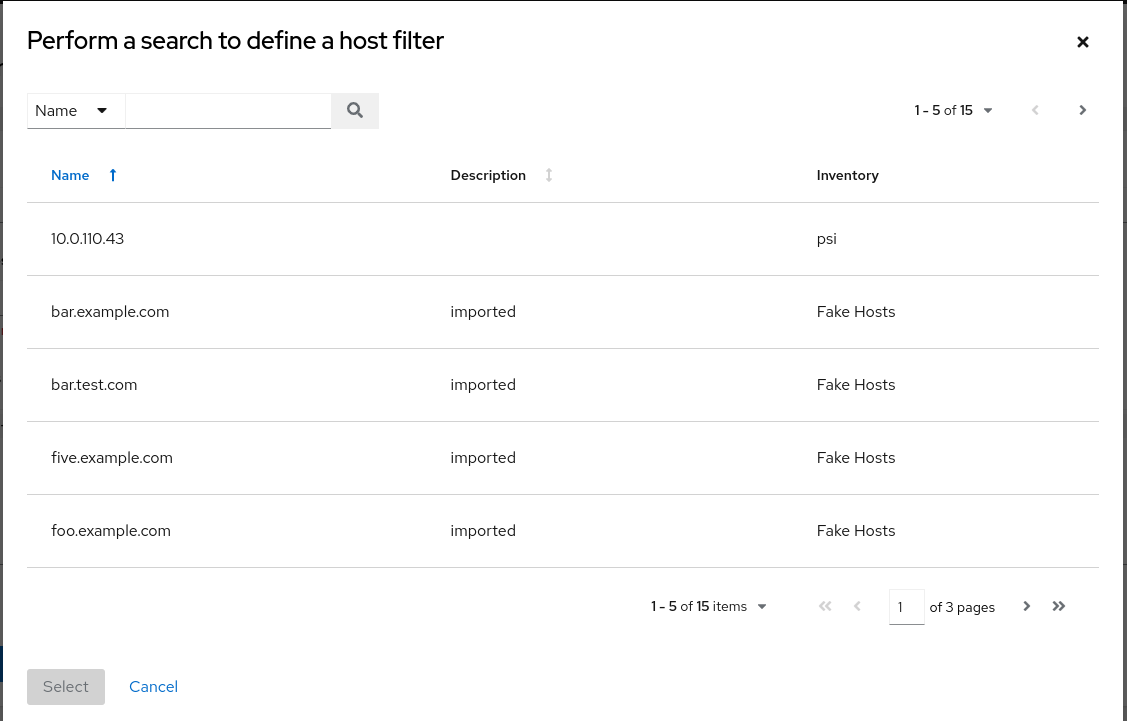 Perform a search to define a host filter
Name
1 - 5 of 15
Name Description Inventory
10.0.110.43 psi
bar.example.com imported Fake Hosts
bar.test.com imported Fake Hosts
five.example.com imported Fake Hosts
foo.example.com imported Fake Hosts
1 - 5 of 15 items 1 of 3 pages
Select Cancel